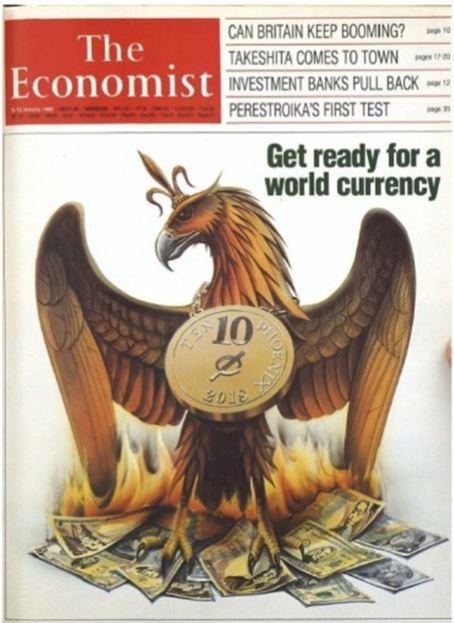 The
Economist
CAN BRITAIN KEEP BOOMING? page 10
TAKESHITA COMES TO TOWN pages 17-20
INVESTMENT BANKS PULL BACK page 12
PERESTROIKA'S FIRST TEST page 35
Get ready for a
world currency
TEN 10 PHOENIX
2018